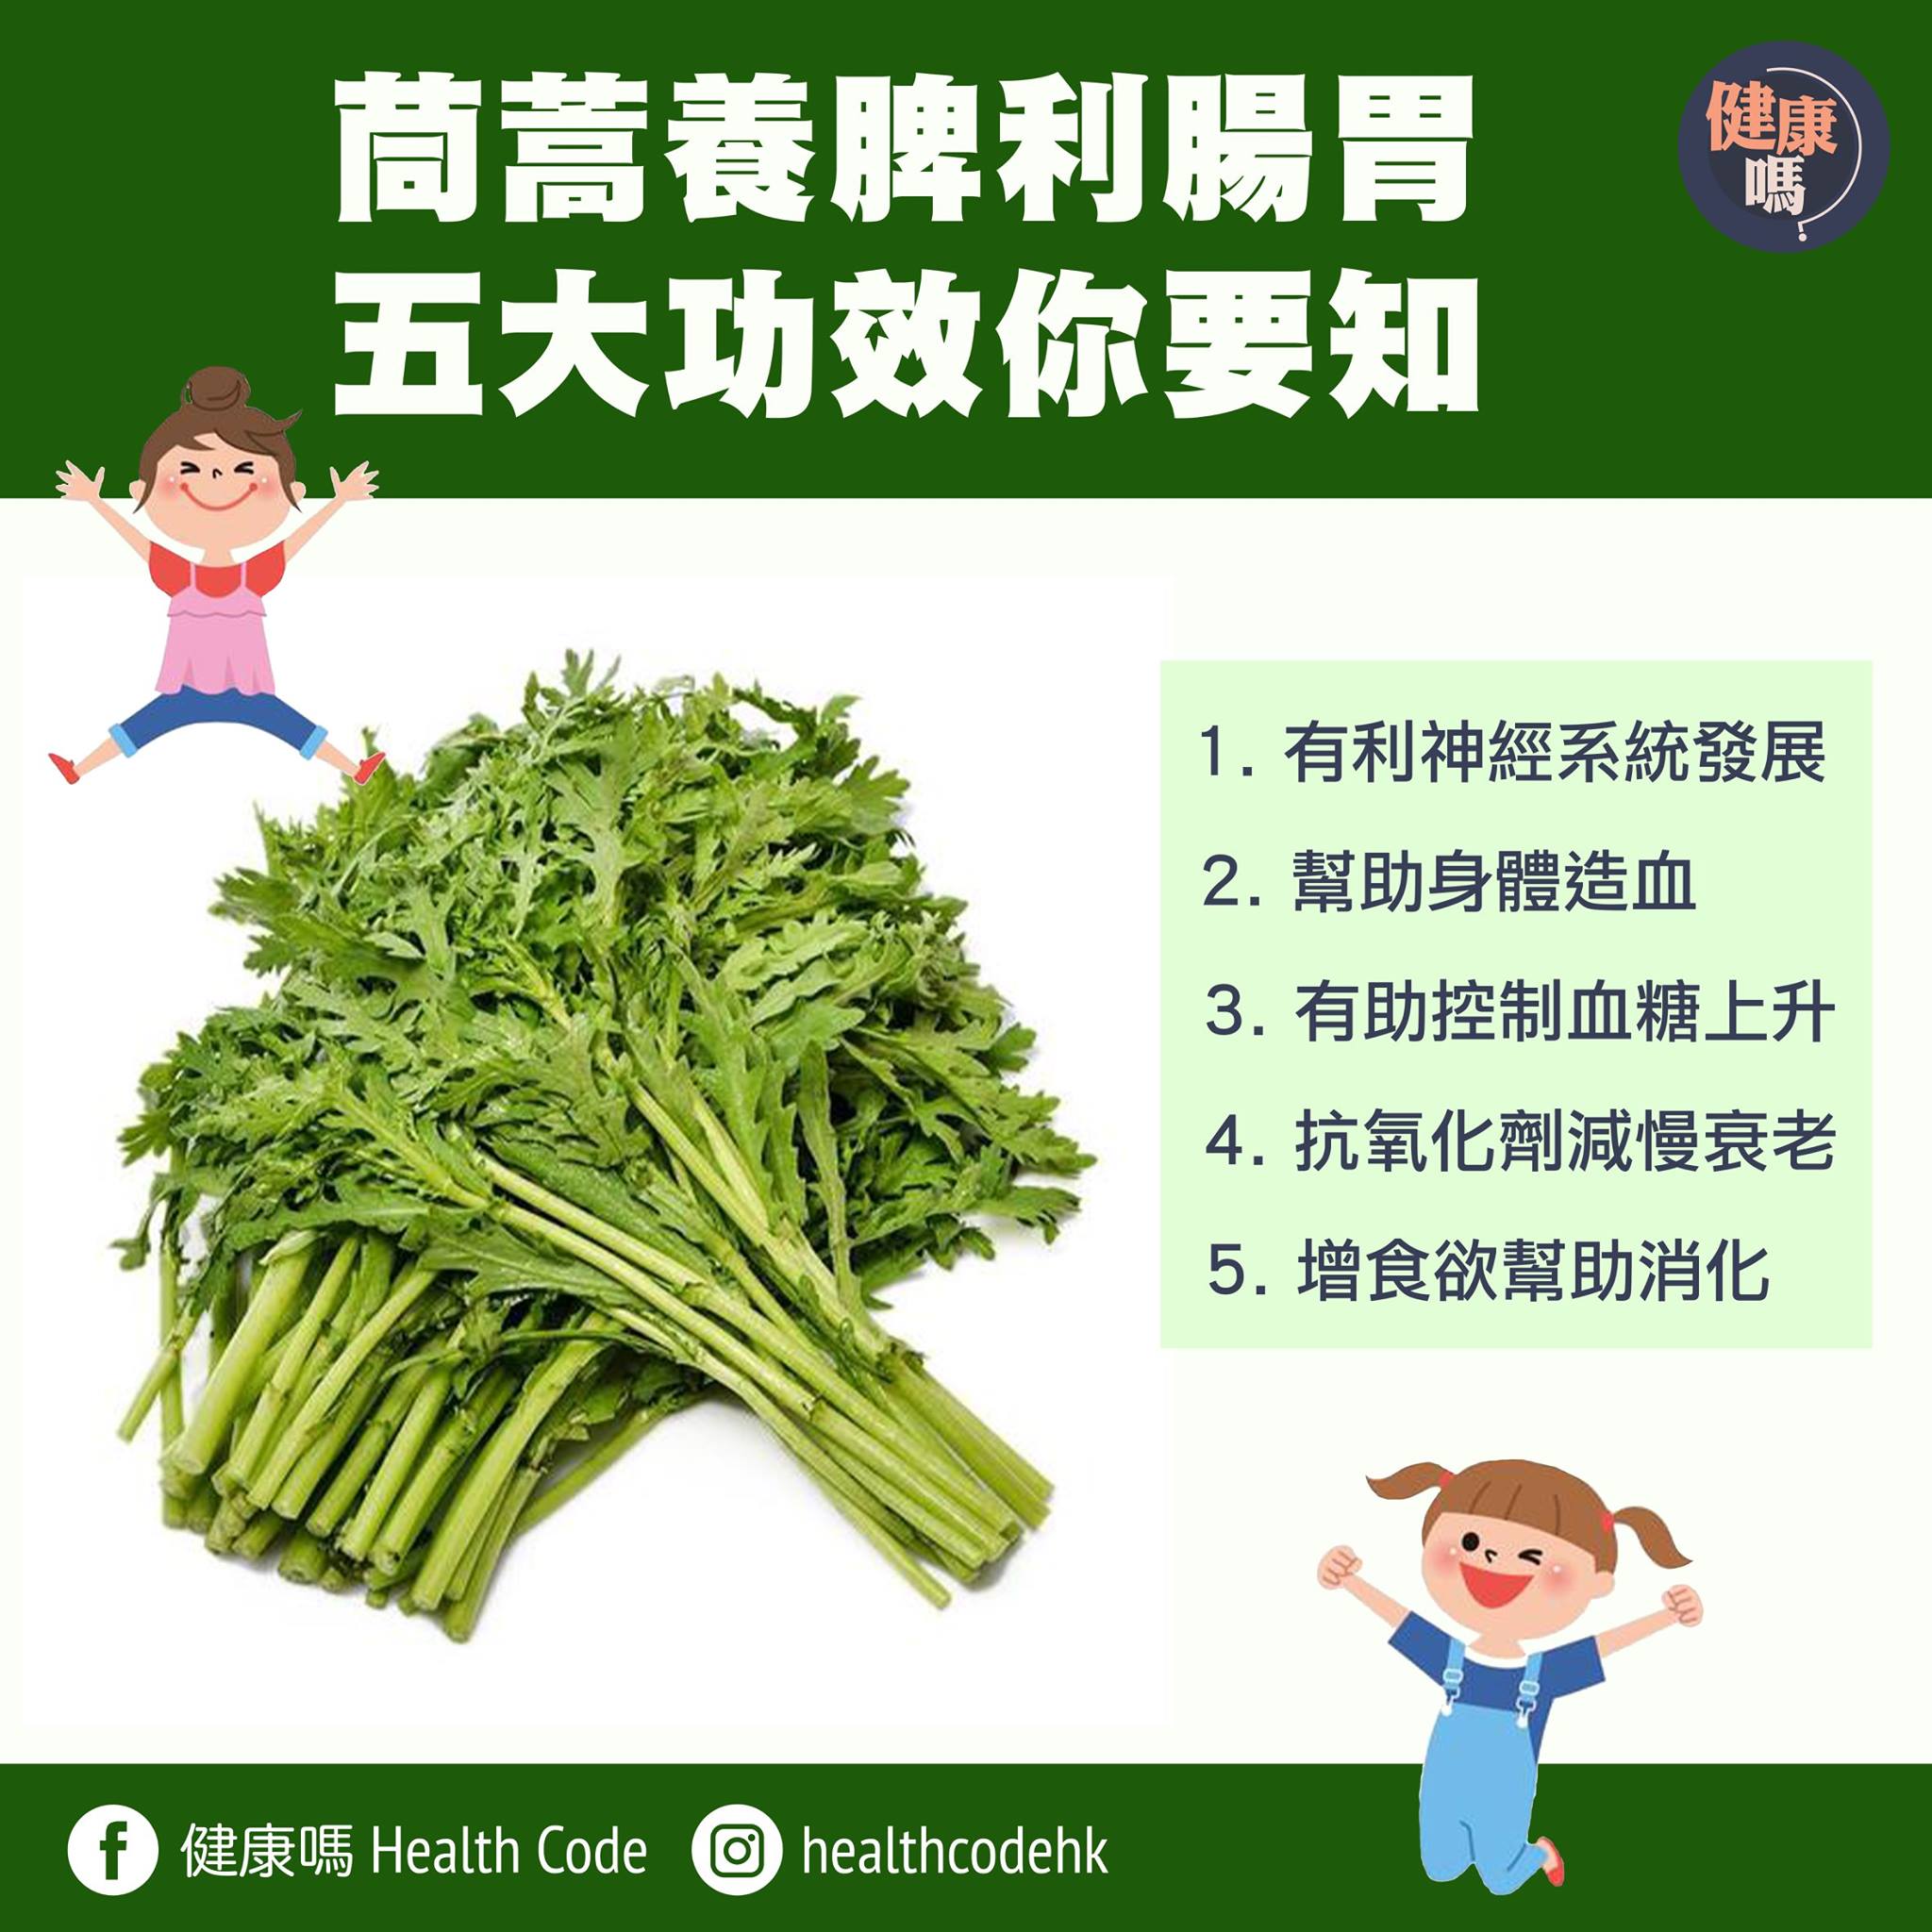 茼蒿養脾利腸胃
五大功效你要知
健康
嗎
1. 有利神經系統發展
2. 幫助身體造血
3. 有助控制血糖上升
4. 抗氧化劑減慢衰老
5. 增食欲幫助消化
健康嗎 Health Code
healthcodehk